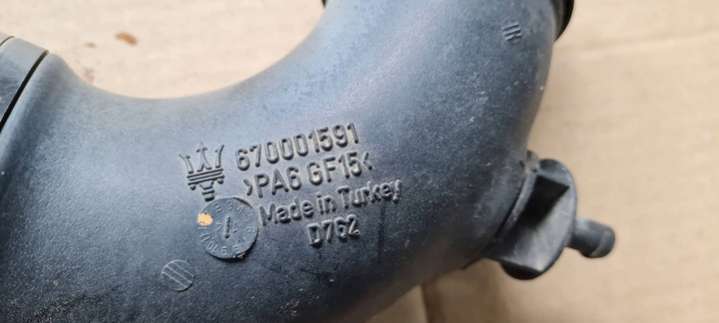 670001591
>PA6 GF15<
Made in Turkey
D762